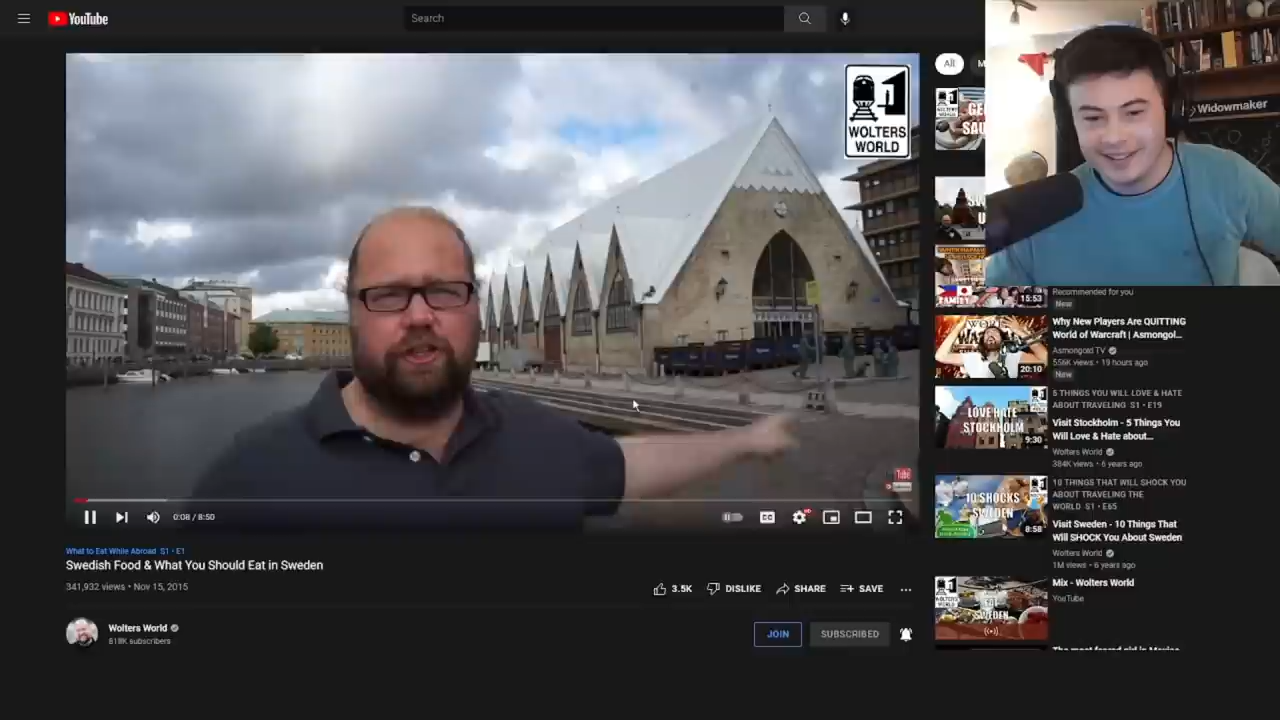 YouTube
Search
All
WOLTERS
WORLD
Widowmaker
15:53
Recommended for you
New
Why New Players Are QUITTING
World of Warcraft | Asmongol...
Asmongold TV
556K views • 19 hours ago
New
20:10
5 THINGS YOU WILL LOVE & HATE
ABOUT TRAVELING S1 • E19
Visit Stockholm - 5 Things You
Will Love & Hate about...
Wolters World
384K views • 6 years ago
LOVE HATE
STOCKHOLM
9:30
10 THINGS THAT WILL SHOCK YOU
ABOUT TRAVELING THE
WORLD S1 • E65
Visit Sweden - 10 Things That
Will SHOCK You About Sweden
Wolters World
1M views • 6 years ago
10 SHOCKS
SWEDEN
8:58
Mix - Wolters World
YouTube
0:08 / 8:50
CC
What to Eat While Abroad S1 • E1
Swedish Food & What You Should Eat in Sweden
341,932 views • Nov 15, 2015
3.5K
DISLIKE
SHARE
SAVE
Wolters World
818K subscribers
JOIN
SUBSCRIBED